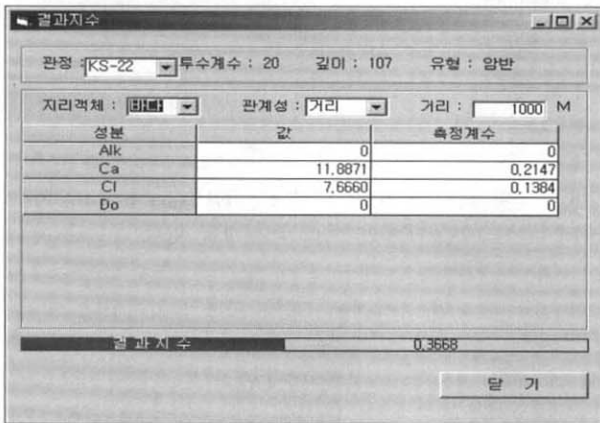 결과지수
관정 : KS-22 투수계수 : 20 깊이 : 107 유형 : 암반
지리객체 : 바다 관계성 : 거리 거리 : 1000 M
성분 값 측정계수
Alk 0 0
Ca 11,8871 0,2147
Cl 7,6660 0,1384
Do 0 0
결과지수 0,3668
닫 기